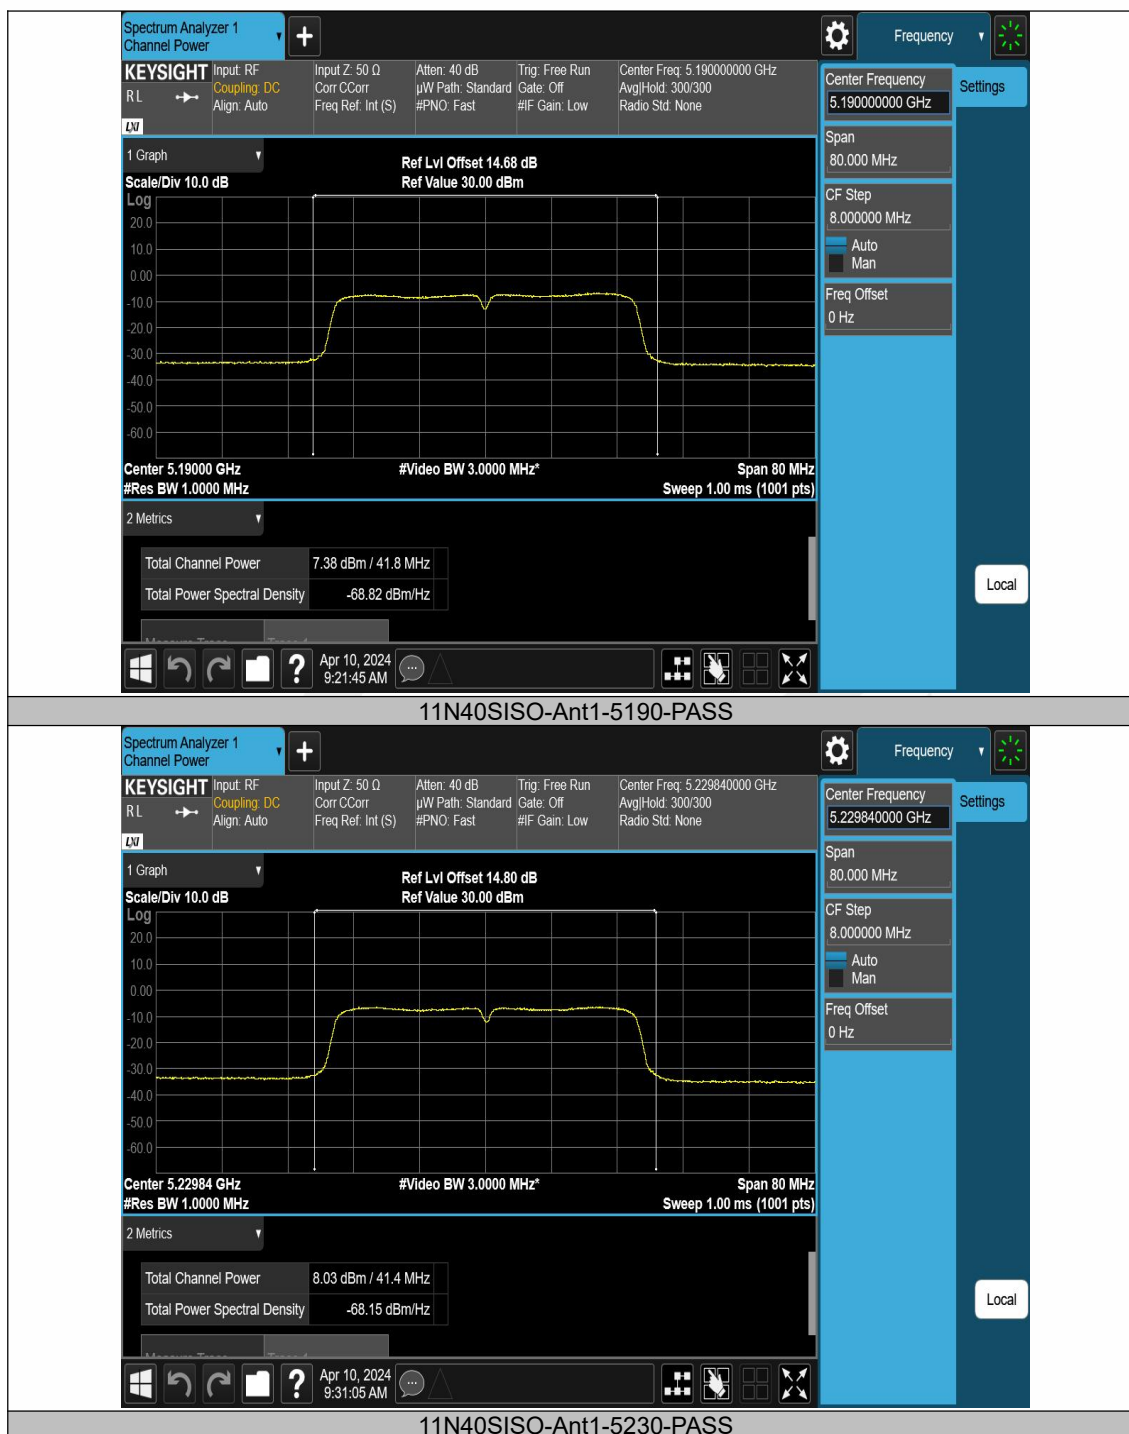 Spectrum Analyzer 1
Channel Power
Frequency
KEYSIGHT
R L
LXI
Input: RF
Coupling: DC
Align: Auto
Input Z: 50 Ω
Corr CCorr
Freq Ref: Int (S)
Atten: 40 dB
µW Path: Standard
#PNO: Fast
Trig: Free Run
Gate: Off
#IF Gain: Low
Center Freq: 5.190000000 GHz
Avg|Hold: 300/300
Radio Std: None
Center Frequency
5.190000000 GHz
Settings
Span
80.000 MHz
CF Step
8.000000 MHz
Auto
Man
Freq Offset
0 Hz
Local
1 Graph
Scale/Div 10.0 dB
Ref Lvl Offset 14.68 dB
Ref Value 30.00 dBm
Log
20.0
10.0
0.00
-10.0
-20.0
-30.0
-40.0
-50.0
-60.0
Center 5.19000 GHz
#Video BW 3.0000 MHz*
Span 80 MHz
#Res BW 1.0000 MHz
Sweep 1.00 ms (1001 pts)
2 Metrics
Total Channel Power 7.38 dBm / 41.8 MHz
Total Power Spectral Density -68.82 dBm/Hz
?
Apr 10, 2024
9:21:45 AM
11N40SISO-Ant1-5190-PASS
Spectrum Analyzer 1
Channel Power
Frequency
KEYSIGHT
R L
LXI
Input: RF
Coupling: DC
Align: Auto
Input Z: 50 Ω
Corr CCorr
Freq Ref: Int (S)
Atten: 40 dB
µW Path: Standard
#PNO: Fast
Trig: Free Run
Gate: Off
#IF Gain: Low
Center Freq: 5.229840000 GHz
Avg|Hold: 300/300
Radio Std: None
Center Frequency
5.229840000 GHz
Settings
Span
80.000 MHz
CF Step
8.000000 MHz
Auto
Man
Freq Offset
0 Hz
Local
1 Graph
Scale/Div 10.0 dB
Ref Lvl Offset 14.80 dB
Ref Value 30.00 dBm
Log
20.0
10.0
0.00
-10.0
-20.0
-30.0
-40.0
-50.0
-60.0
Center 5.22984 GHz
#Video BW 3.0000 MHz*
Span 80 MHz
#Res BW 1.0000 MHz
Sweep 1.00 ms (1001 pts)
2 Metrics
Total Channel Power 8.03 dBm / 41.4 MHz
Total Power Spectral Density -68.15 dBm/Hz
?
Apr 10, 2024
9:31:05 AM
11N40SISO-Ant1-5230-PASS